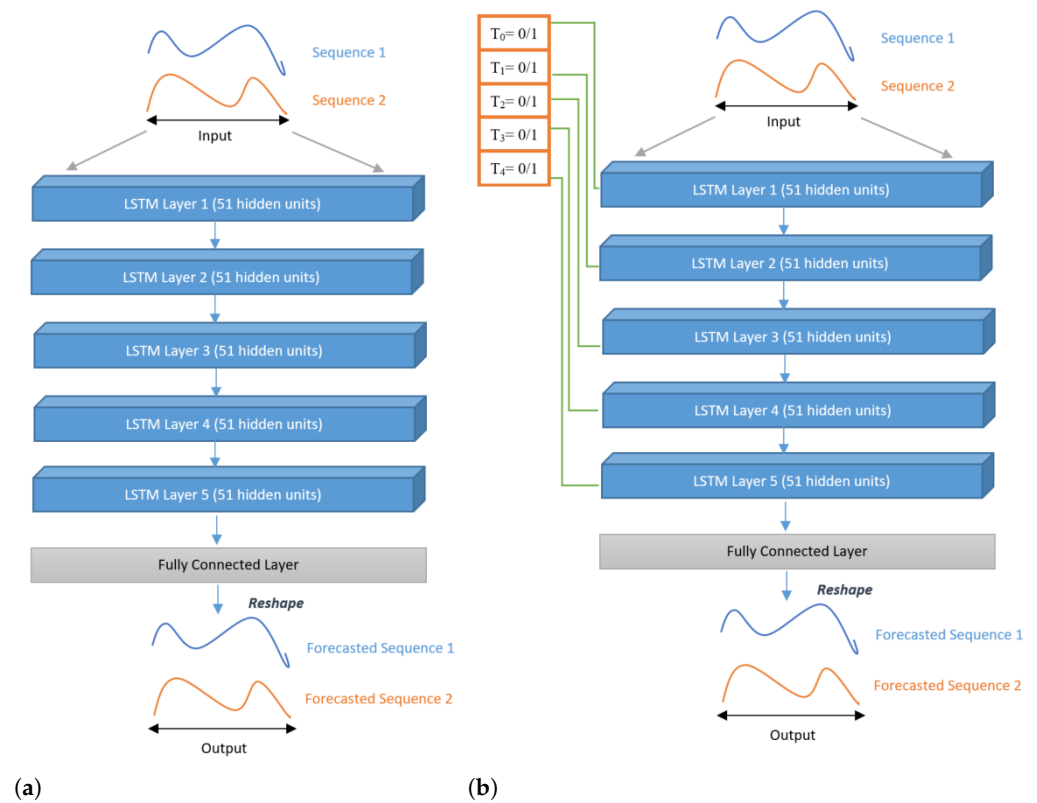 Sequence 1
Sequence 2
Input
LSTM Layer 1 (51 hidden units)
LSTM Layer 2 (51 hidden units)
LSTM Layer 3 (51 hidden units)
LSTM Layer 4 (51 hidden units)
LSTM Layer 5 (51 hidden units)
Fully Connected Layer
Reshape
Forecasted Sequence 1
Forecasted Sequence 2
Output
(a)
T₀= 0/1
T₁= 0/1
T₂= 0/1
T₃= 0/1
T₄= 0/1
Sequence 1
Sequence 2
Input
LSTM Layer 1 (51 hidden units)
LSTM Layer 2 (51 hidden units)
LSTM Layer 3 (51 hidden units)
LSTM Layer 4 (51 hidden units)
LSTM Layer 5 (51 hidden units)
Fully Connected Layer
Reshape
Forecasted Sequence 1
Forecasted Sequence 2
Output
(b)